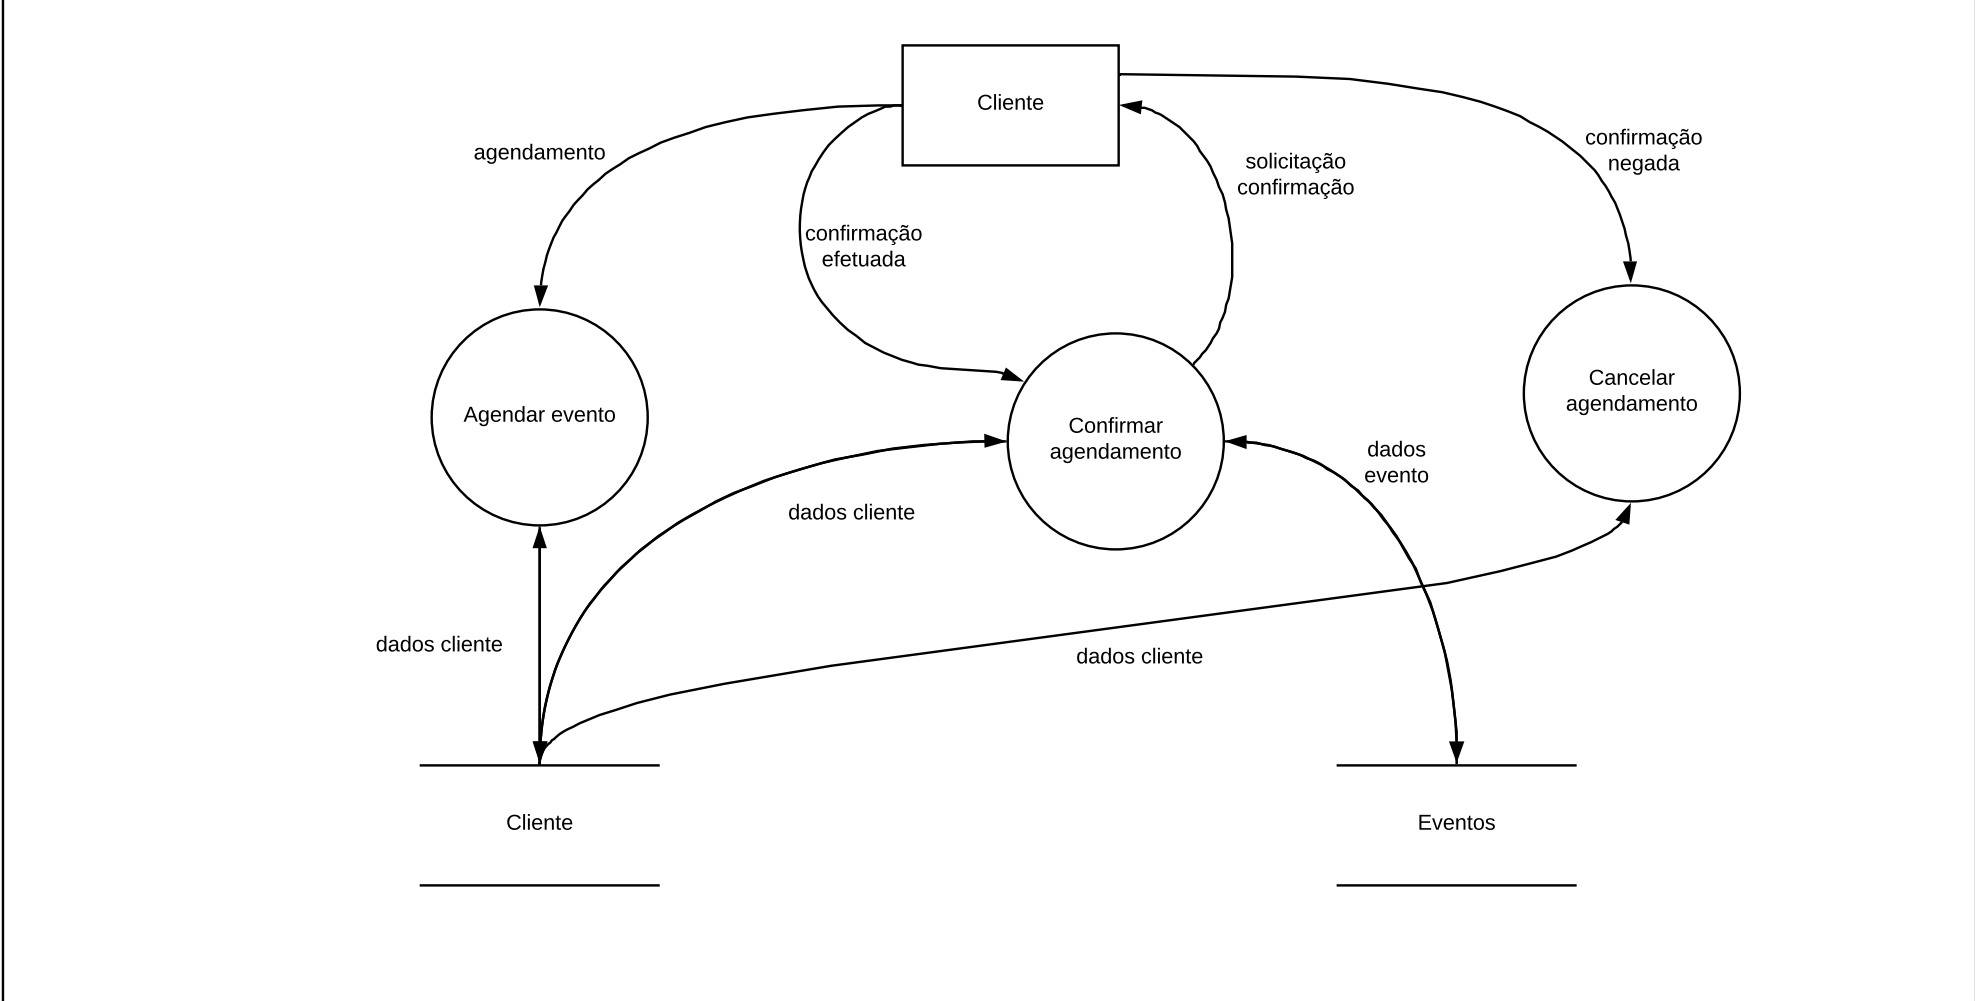 Cliente
agendamento
confirmação
negada
solicitação
confirmação
confirmação
efetuada
Agendar evento
Confirmar
agendamento
Cancelar
agendamento
dados
evento
dados cliente
dados cliente
dados cliente
Cliente
Eventos